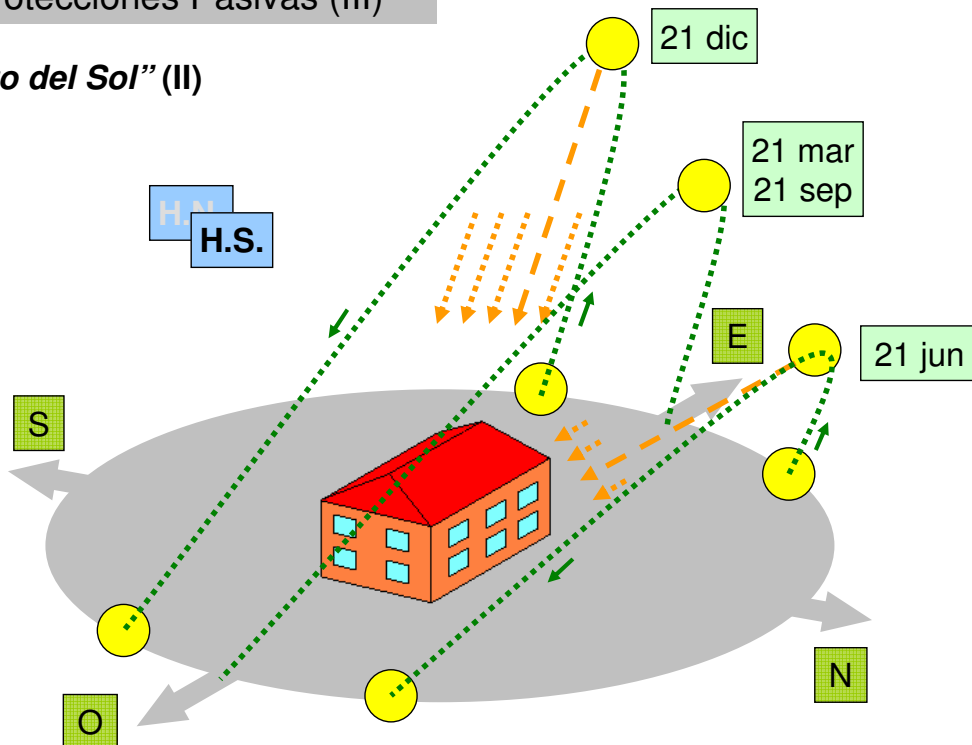 otecciones Pasivas (III)
o del Sol” (II)
21 dic
21 mar
21 sep
H.N.
H.S.
E
21 jun
S
N
O